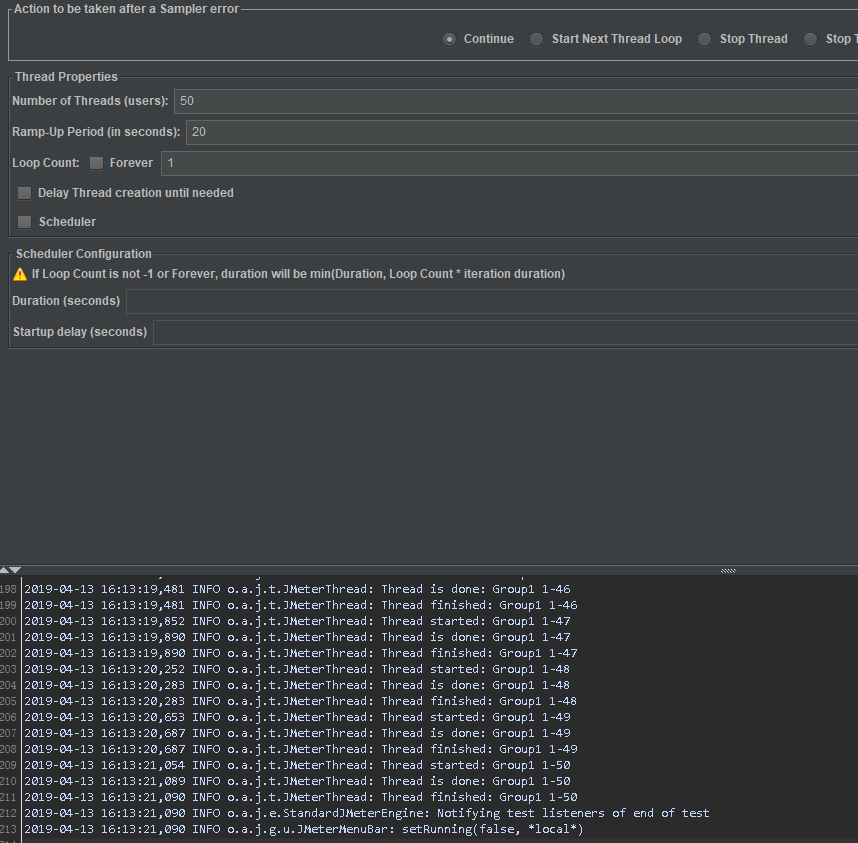 Action to be taken after a Sampler error
Continue Start Next Thread Loop Stop Thread Stop
Thread Properties
Number of Threads (users): 50
Ramp-Up Period (in seconds): 20
Loop Count: Forever 1
Delay Thread creation until needed
Scheduler
Scheduler Configuration
If Loop Count is not -1 or Forever, duration will be min(Duration, Loop Count * iteration duration)
Duration (seconds)
Startup delay (seconds)
198 2019-04-13 16:13:19,481 INFO o.a.j.t.JMeterThread: Thread is done: Group1 1-46
199 2019-04-13 16:13:19,481 INFO o.a.j.t.JMeterThread: Thread finished: Group1 1-46
200 2019-04-13 16:13:19,852 INFO o.a.j.t.JMeterThread: Thread started: Group1 1-47
201 2019-04-13 16:13:19,890 INFO o.a.j.t.JMeterThread: Thread is done: Group1 1-47
202 2019-04-13 16:13:19,890 INFO o.a.j.t.JMeterThread: Thread finished: Group1 1-47
203 2019-04-13 16:13:20,252 INFO o.a.j.t.JMeterThread: Thread started: Group1 1-48
204 2019-04-13 16:13:20,283 INFO o.a.j.t.JMeterThread: Thread is done: Group1 1-48
205 2019-04-13 16:13:20,283 INFO o.a.j.t.JMeterThread: Thread finished: Group1 1-48
206 2019-04-13 16:13:20,653 INFO o.a.j.t.JMeterThread: Thread started: Group1 1-49
207 2019-04-13 16:13:20,687 INFO o.a.j.t.JMeterThread: Thread is done: Group1 1-49
208 2019-04-13 16:13:20,687 INFO o.a.j.t.JMeterThread: Thread finished: Group1 1-49
209 2019-04-13 16:13:21,054 INFO o.a.j.t.JMeterThread: Thread started: Group1 1-50
210 2019-04-13 16:13:21,089 INFO o.a.j.t.JMeterThread: Thread is done: Group1 1-50
211 2019-04-13 16:13:21,090 INFO o.a.j.t.JMeterThread: Thread finished: Group1 1-50
212 2019-04-13 16:13:21,090 INFO o.a.j.e.StandardJMeterEngine: Notifying test listeners of end of test
213 2019-04-13 16:13:21,090 INFO o.a.j.g.u.JMeterMenuBar: setRunning(false, *local*)